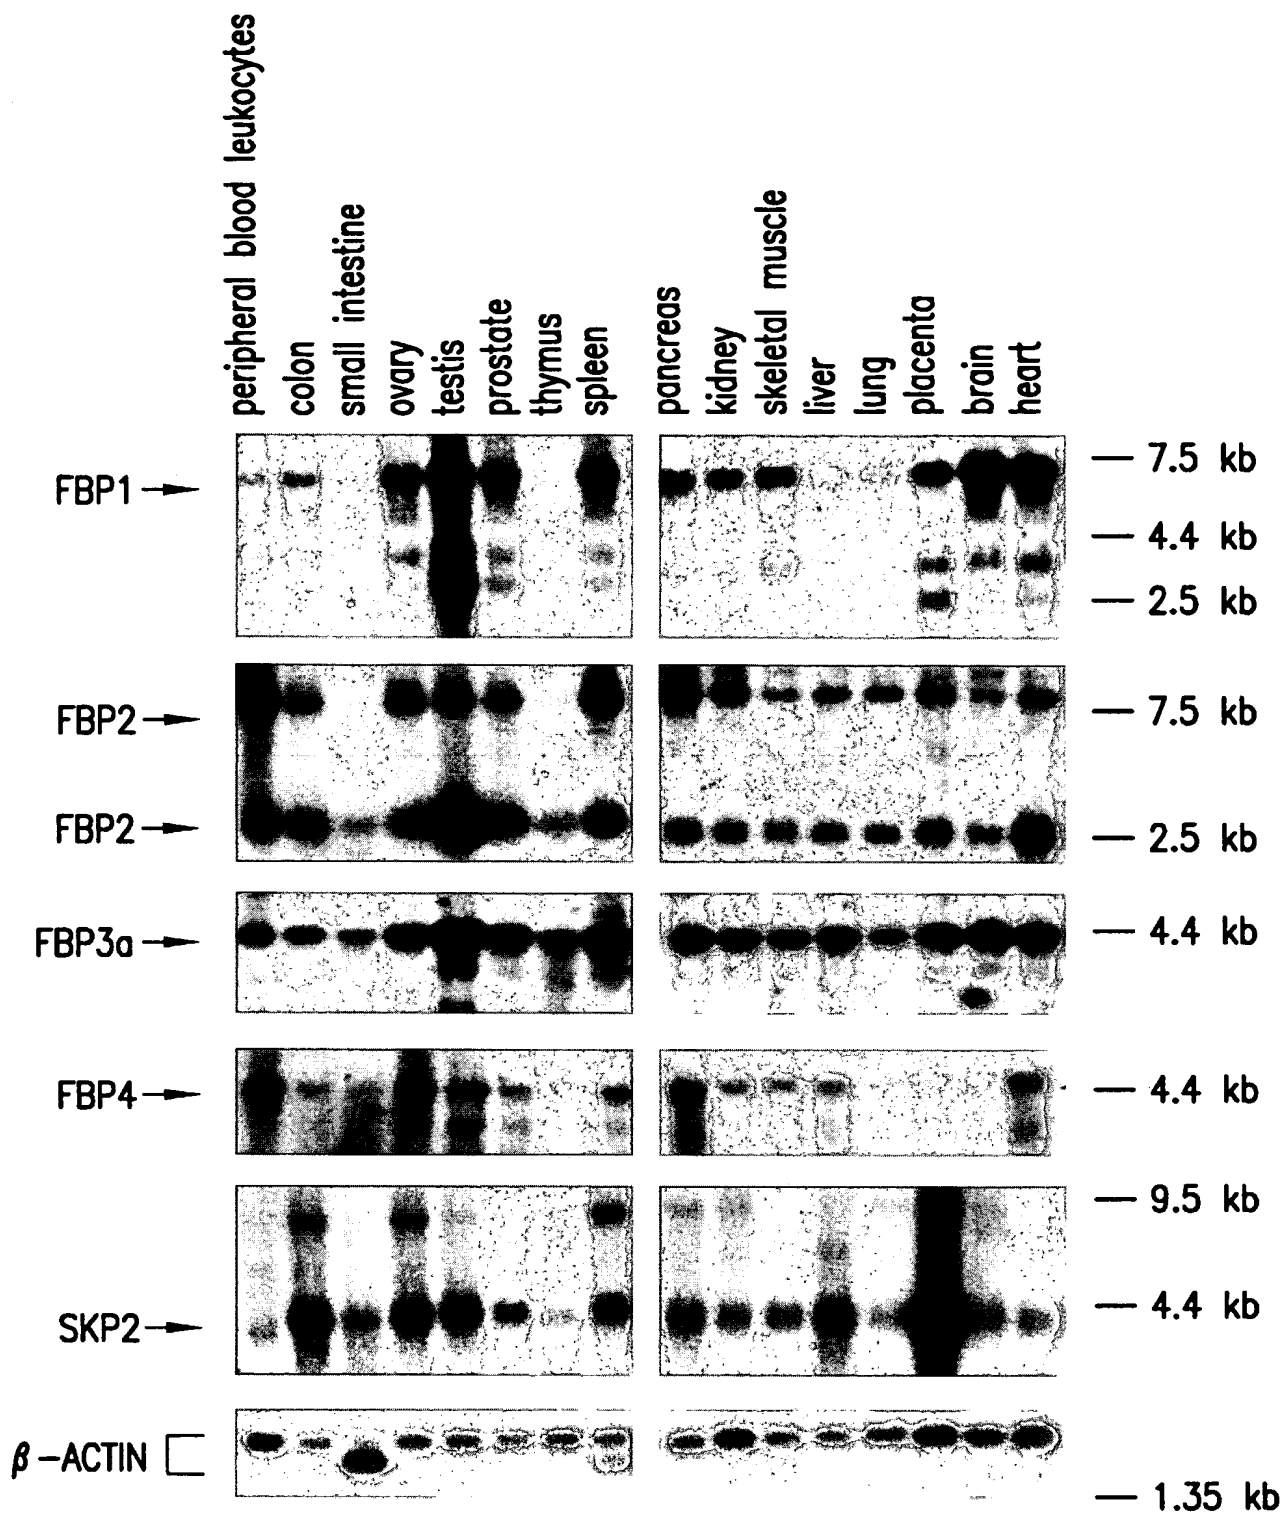 peripheral blood leukocytes
colon
small intestine
ovary
testis
prostate
thymus
spleen
pancreas
kidney
skeletal muscle
liver
lung
placenta
brain
heart
FBP1
7.5 kb
4.4 kb
2.5 kb
FBP2
7.5 kb
FBP2
2.5 kb
FBP3a
4.4 kb
FBP4
4.4 kb
9.5 kb
SKP2
4.4 kb
β-ACTIN
1.35 kb